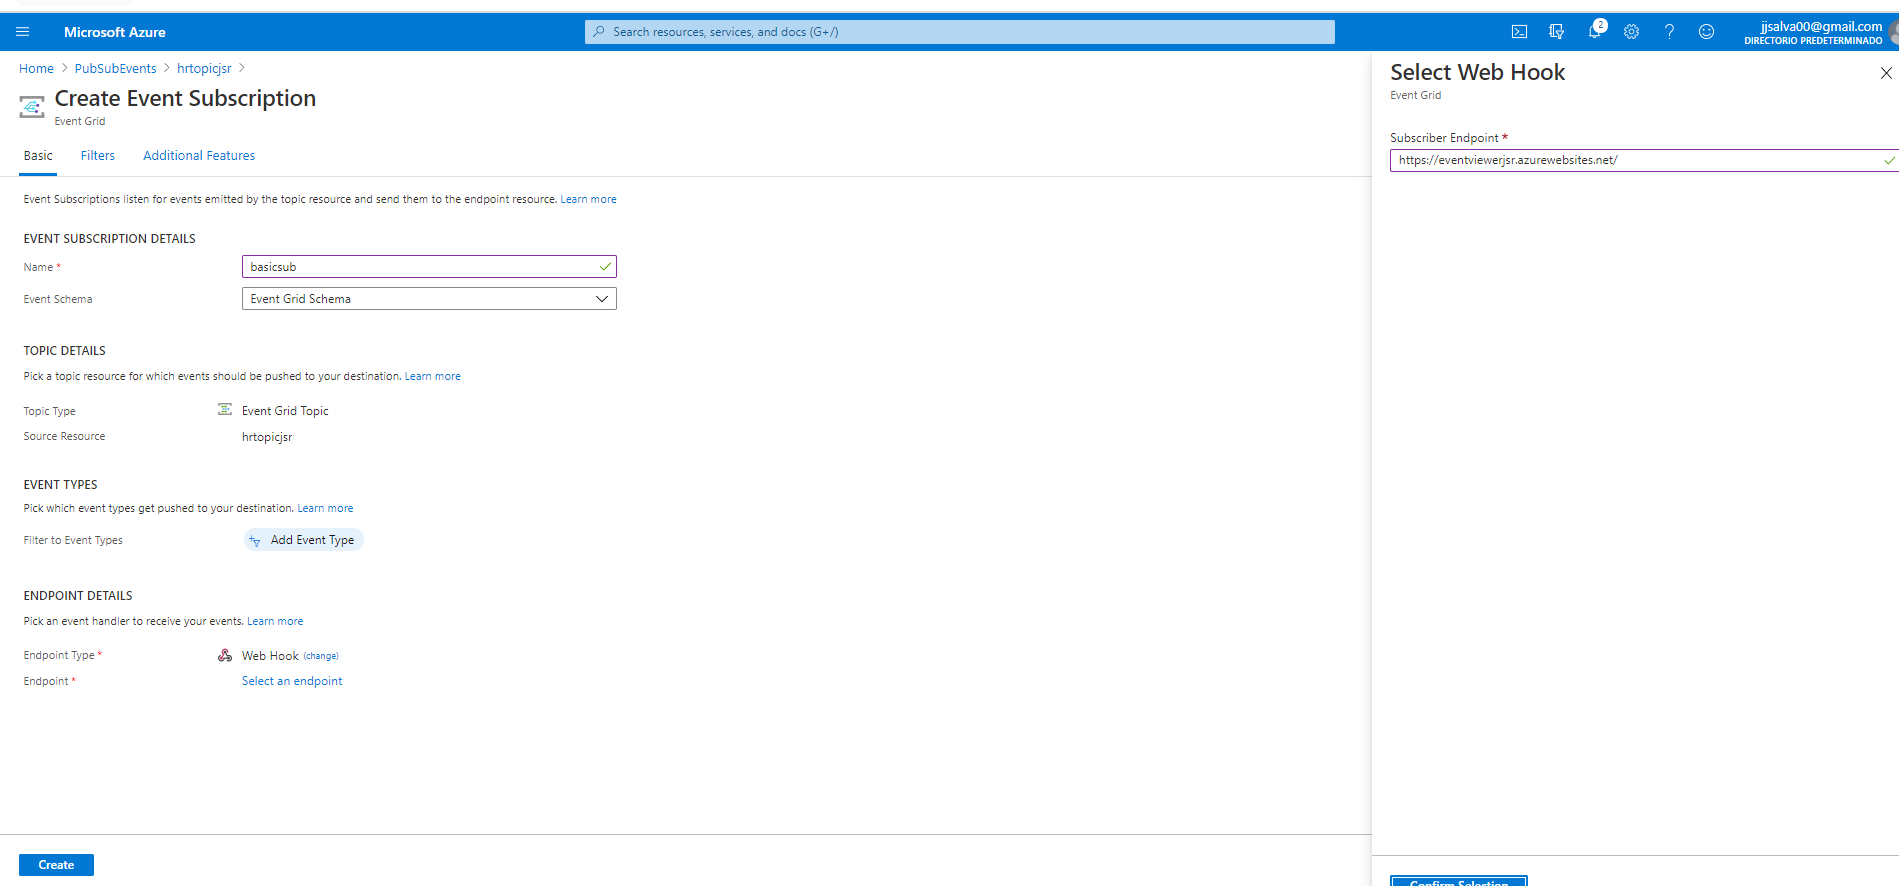 Microsoft Azure
Search resources, services, and docs (G+/)
2
jjsalva00@gmail.com
DIRECTORIO PREDETERMINADO
Home > PubSubEvents > hrtopicjsr >
Create Event Subscription
Event Grid
Basic Filters Additional Features
Event Subscriptions listen for events emitted by the topic resource and send them to the endpoint resource. Learn more
EVENT SUBSCRIPTION DETAILS
Name * basicsub
Event Schema Event Grid Schema
TOPIC DETAILS
Pick a topic resource for which events should be pushed to your destination. Learn more
Topic Type Event Grid Topic
Source Resource hrtopicjsr
EVENT TYPES
Pick which event types get pushed to your destination. Learn more
Filter to Event Types Add Event Type
ENDPOINT DETAILS
Pick an event handler to receive your events. Learn more
Endpoint Type * Web Hook (change)
Endpoint * Select an endpoint
Create
Select Web Hook
Event Grid
Subscriber Endpoint *
https://eventviewerjsr.azurewebsites.net/
Confirm Selection